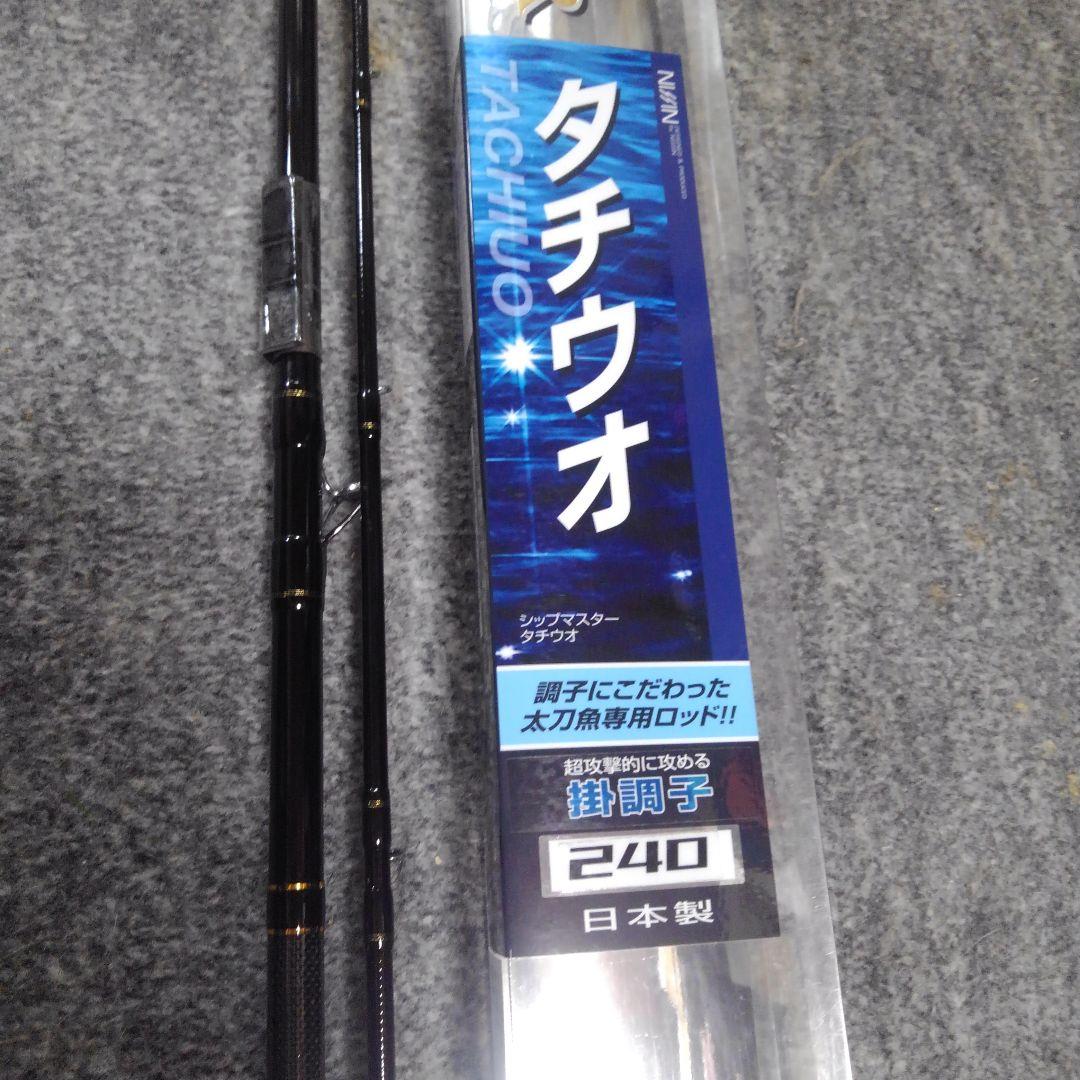 NISSIN
TACHIUO
タチウオ
シップマスター
タチウオ
調子にこだわった
太刀魚専用ロッド!!
超攻撃的に攻める
掛調子
240
日本製